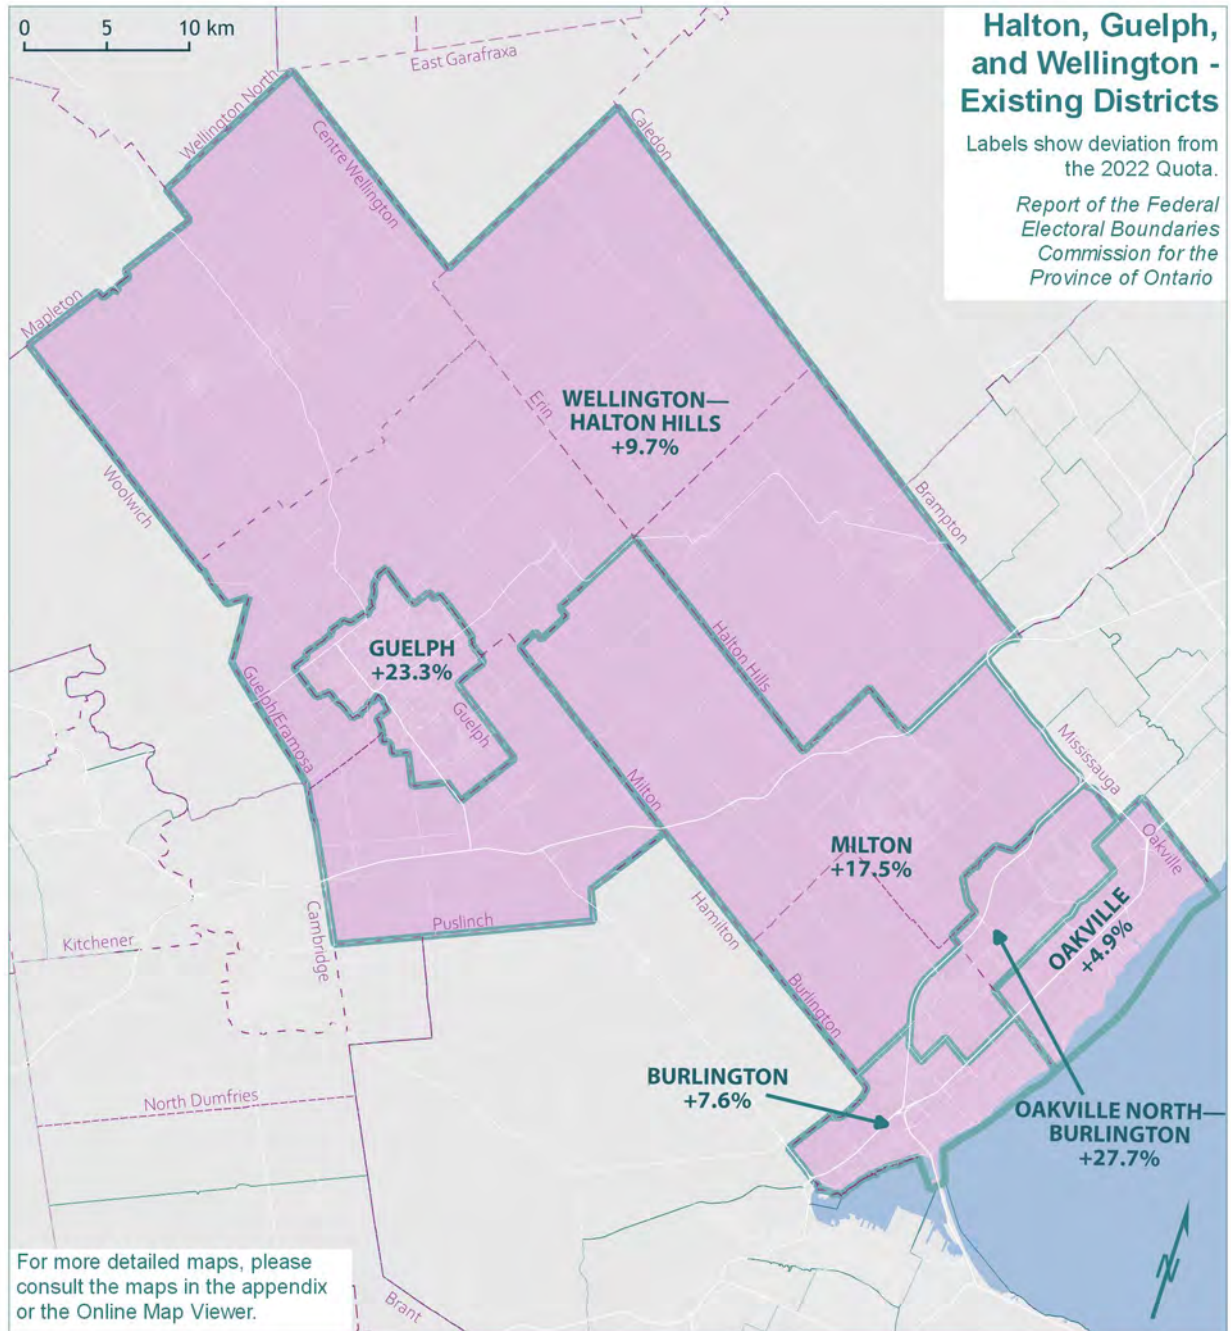 0 5 10 km
Halton, Guelph,
and Wellington -
Existing Districts
Labels show deviation from
the 2022 Quota.
Report of the Federal
Electoral Boundaries
Commission for the
Province of Ontario
East Garafraxa
Wellington North
Centre Wellington
Caledon
Mapleton
Erin
WELLINGTON—
HALTON HILLS
+9.7%
Woolwich
Brampton
GUELPH
+23.3%
Guelph/Eramosa
Guelph
Halton Hills
Mississauga
Milton
MILTON
+17.5%
Oakville
OAKVILLE
+4.9%
Puslinch
Cambridge
Kitchener
Hamilton
Burlington
BURLINGTON
+7.6%
North Dumfries
OAKVILLE NORTH—
BURLINGTON
+27.7%
For more detailed maps, please
consult the maps in the appendix
or the Online Map Viewer.
Brant
N